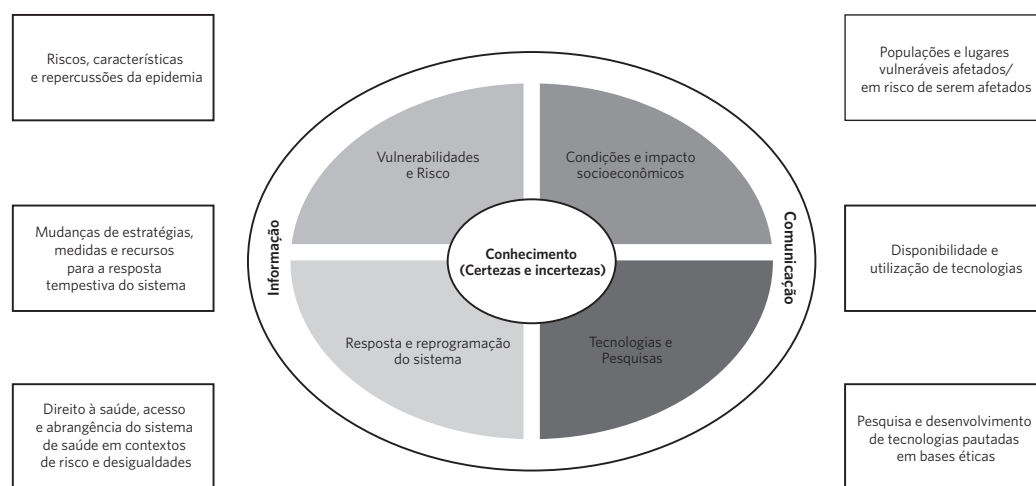 Riscos, características
e repercussões da epidemia
Mudanças de estratégias,
medidas e recursos
para a resposta
tempestiva do sistema
Direito à saúde, acesso
e abrangência do sistema
de saúde em contextos
de risco e desigualdades
Informação
Vulnerabilidades
e Risco
Condições e impacto
socioeconômicos
Conhecimento
(Certezas e incertezas)
Resposta e reprogramação
do sistema
Tecnologias e
Pesquisas
Comunicação
Populações e lugares
vulneráveis afetados/
em risco de serem afetados
Disponibilidade e
utilização de tecnologias
Pesquisa e desenvolvimento
de tecnologias pautadas
em bases éticas